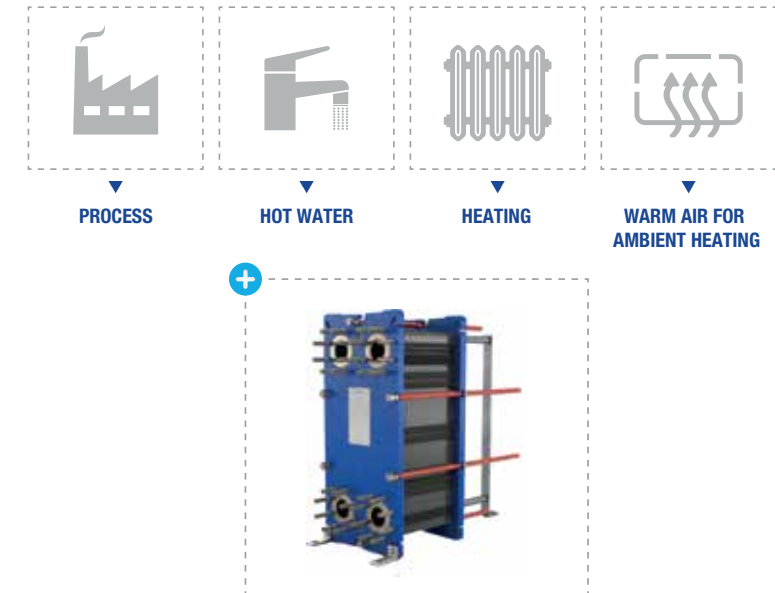 PROCESS
HOT WATER
HEATING
WARM AIR FOR
AMBIENT HEATING